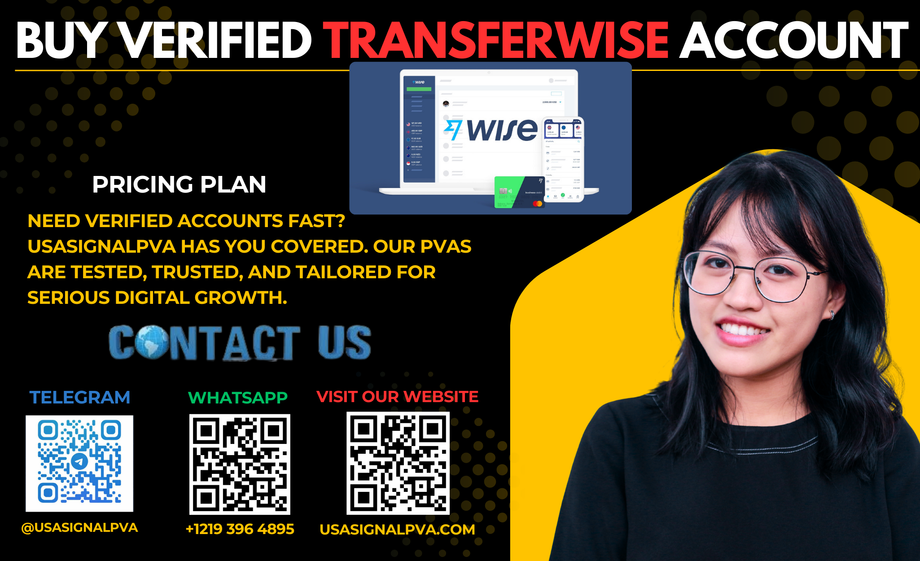 BUY VERIFIED TRANSFERWISE ACCOUNT
WISE
PRICING PLAN
NEED VERIFIED ACCOUNTS FAST?
USASIGNALPVA HAS YOU COVERED. OUR PVAS
ARE TESTED, TRUSTED, AND TAILORED FOR
SERIOUS DIGITAL GROWTH.
CONTACT US
TELEGRAM
WHATSAPP
VISIT OUR WEBSITE
@USASIGNALPVA
+1219 396 4895
USASIGNALPVA.COM